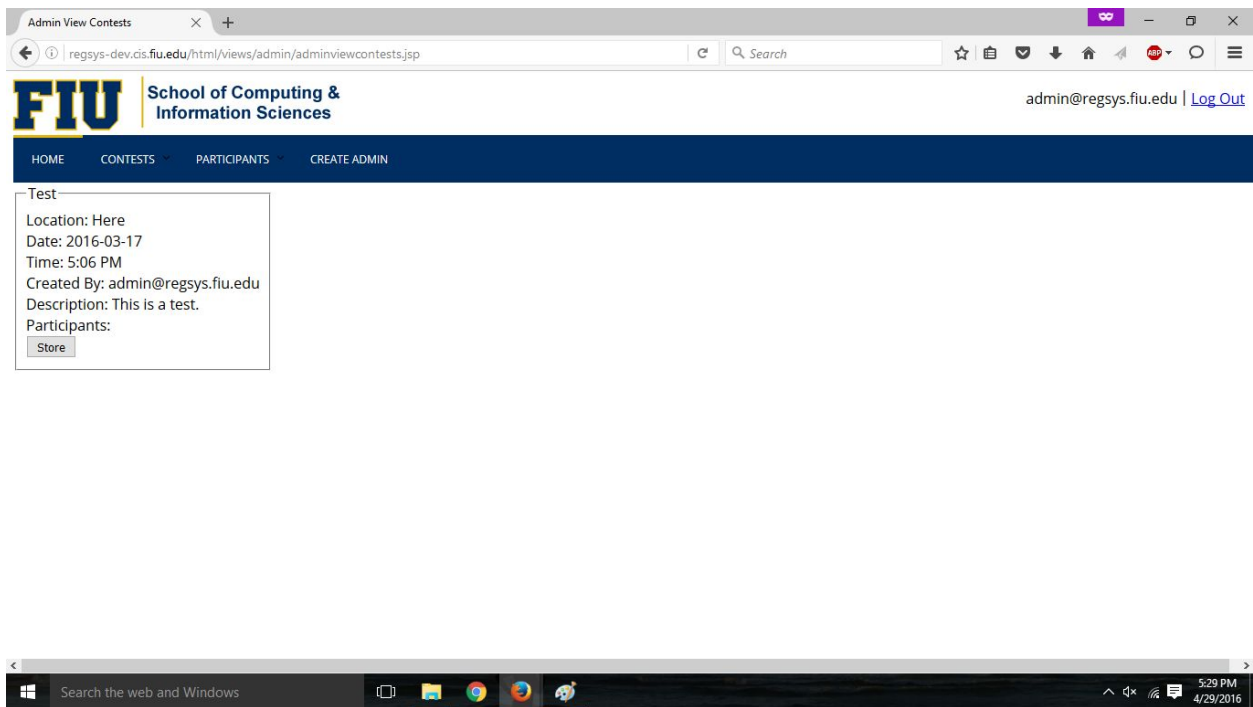 Admin View Contests
regsys-dev.cis.fiu.edu/html/views/admin/adminviewcontests.jsp
Search
ABP
FIU
School of Computing &
Information Sciences
admin@regsys.fiu.edu | Log Out
HOME CONTESTS PARTICIPANTS CREATE ADMIN
Test
Location: Here
Date: 2016-03-17
Time: 5:06 PM
Created By: admin@regsys.fiu.edu
Description: This is a test.
Participants:
Store
Search the web and Windows
5:29 PM
4/29/2016